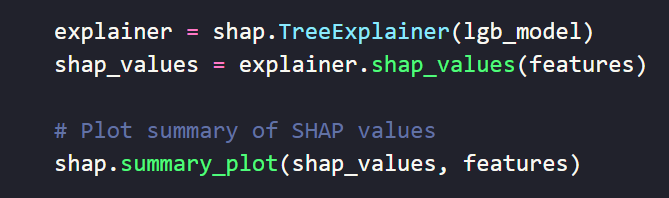 explainer = shap.TreeExplainer(lgb_model)
shap_values = explainer.shap_values(features)
# Plot summary of SHAP values
shap.summary_plot(shap_values, features)